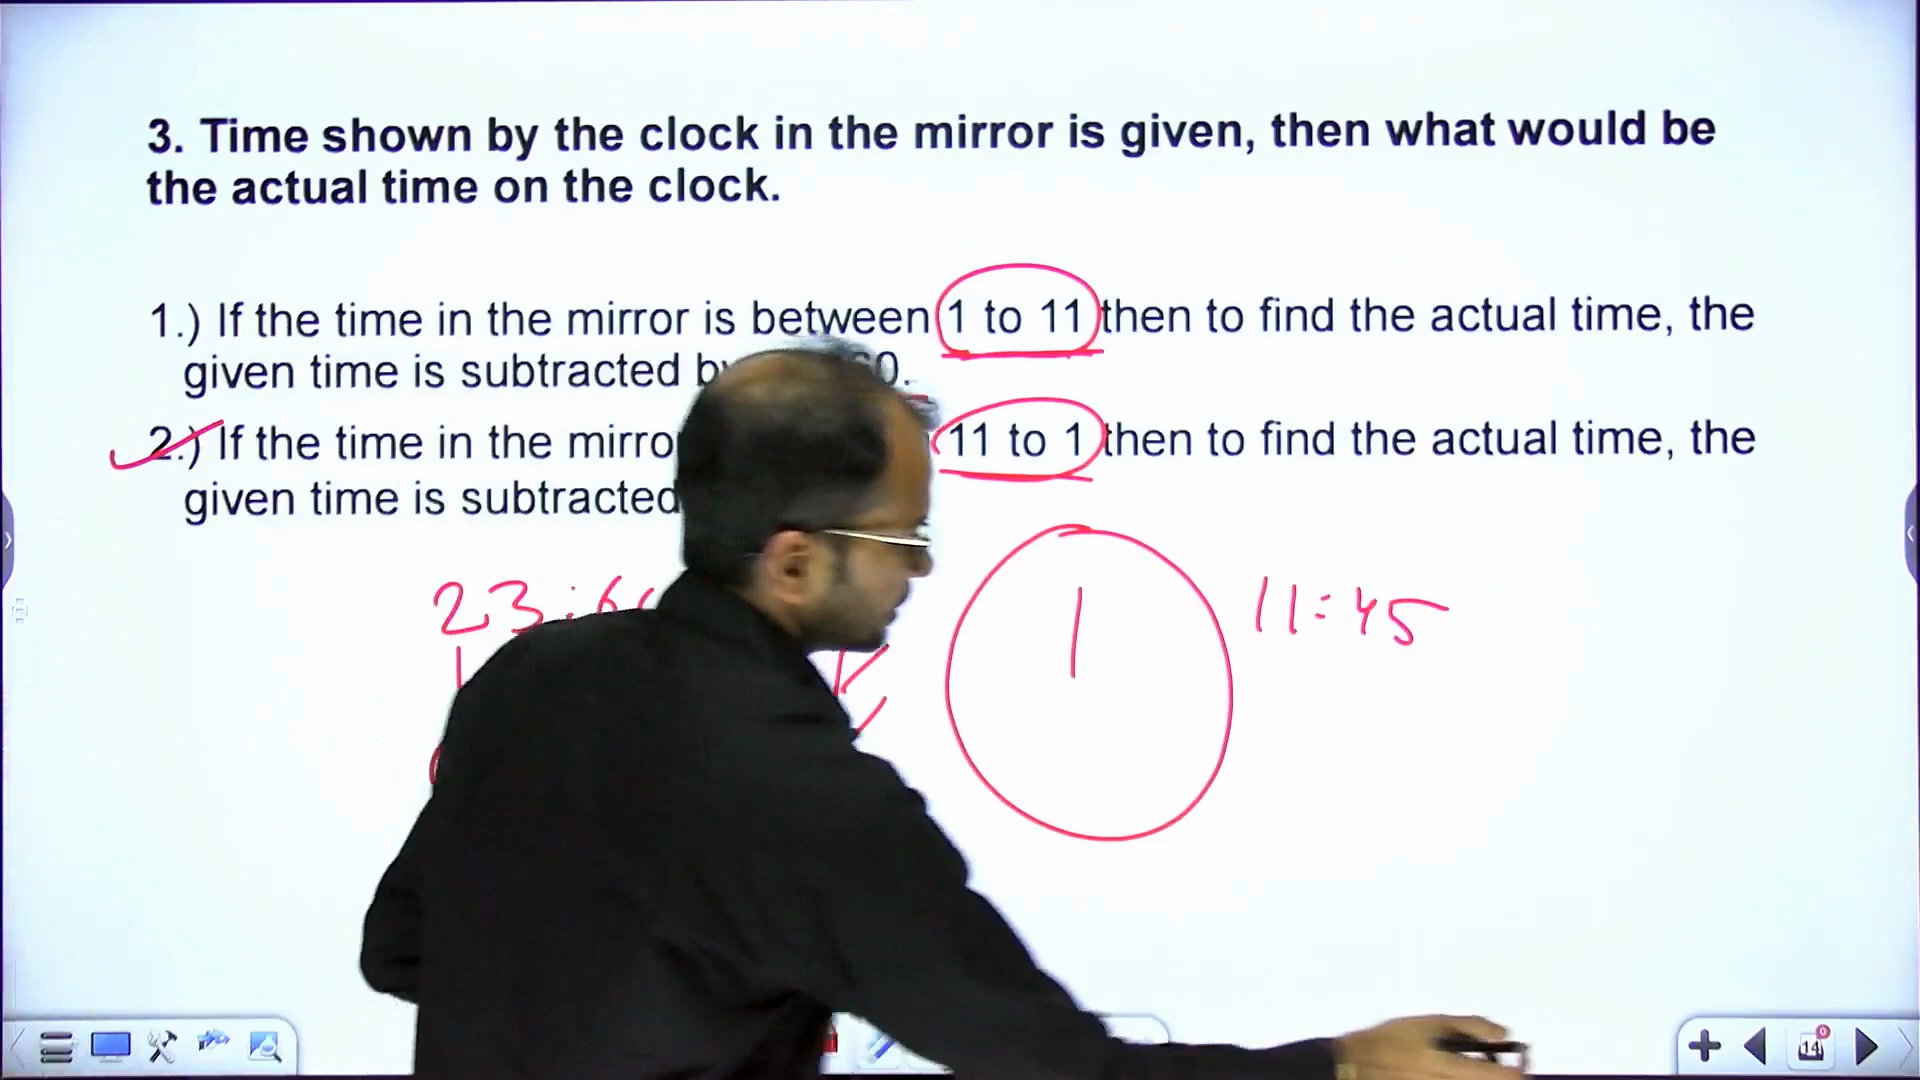 3. Time shown by the clock in the mirror is given, then what would be
the actual time on the clock.
1.) If the time in the mirror is between 1 to 11 then to find the actual time, the
given time is subtracted
2.) If the time in the 11 to 1 then to find the actual time, the
given time is subtracted
23:
11:45
14
0